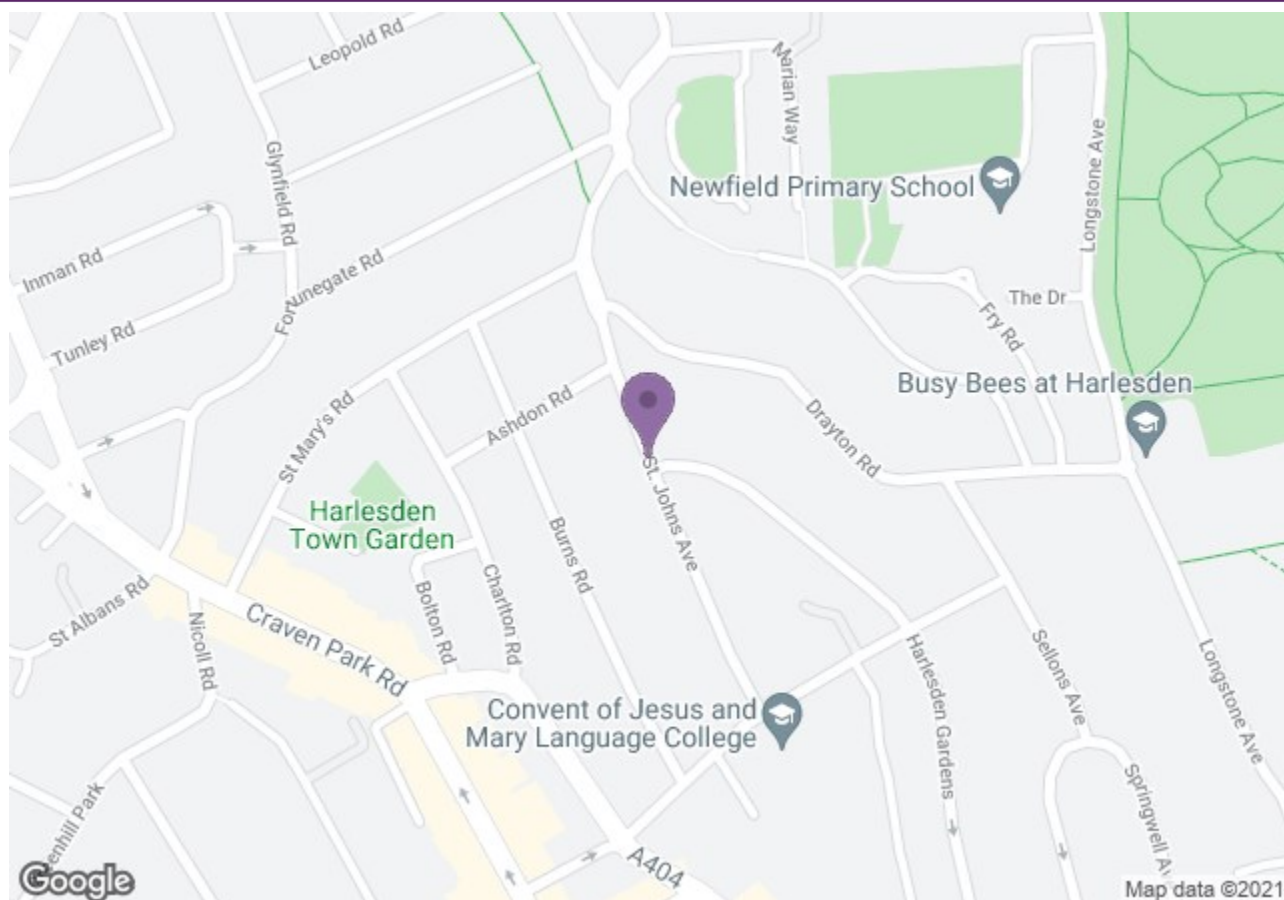 Leopold Rd
Marian Way
Longstone Ave
Glynfield Rd
Newfield Primary School
Inman Rd
Fortunegate Rd
The Dr
Fry Rd
Tunley Rd
Busy Bees at Harlesden
St Mary's Rd
Ashdon Rd
Drayton Rd
St. Johns Ave
Harlesden
Town Garden
Burns Rd
Charlton Rd
Bolton Rd
St Albans Rd
Nicoll Rd
Craven Park Rd
Harlesden Gardens
Sellons Ave
Longstone Ave
Convent of Jesus and
Mary Language College
Springwell Av
enhill Park
A404
Google
Map data ©2021